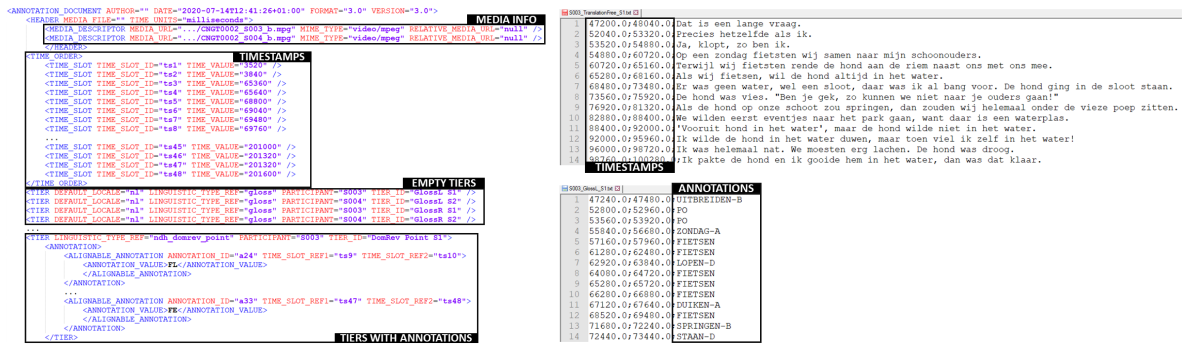 <ANNOTATION_DOCUMENT AUTHOR="" DATE="2020-07-14T12:41:26+01:00" FORMAT="3.0" VERSION="3.0">
<HEADER MEDIA_FILE="" TIME_UNITS="milliseconds">
MEDIA INFO
<MEDIA_DESCRIPTOR MEDIA_URL=".../CNGT0002_S003_b.mpg" MIME_TYPE="video/mpeg" RELATIVE_MEDIA_URL="null" />
<MEDIA_DESCRIPTOR MEDIA_URL=".../CNGT0002_S004_b.mpg" MIME_TYPE="video/mpeg" RELATIVE_MEDIA_URL="null" />
</HEADER>
<TIME_ORDER>
TIMESTAMPS
<TIME_SLOT TIME_SLOT_ID="ts1" TIME_VALUE="3520" />
<TIME_SLOT TIME_SLOT_ID="ts2" TIME_VALUE="3840" />
<TIME_SLOT TIME_SLOT_ID="ts3" TIME_VALUE="65360" />
<TIME_SLOT TIME_SLOT_ID="ts4" TIME_VALUE="65640" />
<TIME_SLOT TIME_SLOT_ID="ts5" TIME_VALUE="68800" />
<TIME_SLOT TIME_SLOT_ID="ts6" TIME_VALUE="69040" />
<TIME_SLOT TIME_SLOT_ID="ts7" TIME_VALUE="69480" />
<TIME_SLOT TIME_SLOT_ID="ts8" TIME_VALUE="69760" />
...
<TIME_SLOT TIME_SLOT_ID="ts45" TIME_VALUE="201000" />
<TIME_SLOT TIME_SLOT_ID="ts46" TIME_VALUE="201320" />
<TIME_SLOT TIME_SLOT_ID="ts47" TIME_VALUE="201320" />
<TIME_SLOT TIME_SLOT_ID="ts48" TIME_VALUE="201600" />
</TIME_ORDER>
EMPTY TIERS
<TIER DEFAULT_LOCALE="nl" LINGUISTIC_TYPE_REF="gloss" PARTICIPANT="S003" TIER_ID="GlossL S1" />
<TIER DEFAULT_LOCALE="nl" LINGUISTIC_TYPE_REF="gloss" PARTICIPANT="S004" TIER_ID="GlossL S2" />
<TIER DEFAULT_LOCALE="nl" LINGUISTIC_TYPE_REF="gloss" PARTICIPANT="S003" TIER_ID="GlossR S1" />
<TIER DEFAULT_LOCALE="nl" LINGUISTIC_TYPE_REF="gloss" PARTICIPANT="S004" TIER_ID="GlossR S2" />
...
<TIER LINGUISTIC_TYPE_REF="ndh_domrev_point" PARTICIPANT="S003" TIER_ID="DomRev Point S1">
<ANNOTATION>
<ALIGNABLE_ANNOTATION ANNOTATION_ID="a24" TIME_SLOT_REF1="ts9" TIME_SLOT_REF2="ts10">
<ANNOTATION_VALUE>FL</ANNOTATION_VALUE>
</ALIGNABLE_ANNOTATION>
</ANNOTATION>
...
<ALIGNABLE_ANNOTATION ANNOTATION_ID="a33" TIME_SLOT_REF1="ts47" TIME_SLOT_REF2="ts48">
<ANNOTATION_VALUE>FE</ANNOTATION_VALUE>
</ALIGNABLE_ANNOTATION>
</ANNOTATION>
</TIER>
TIERS WITH ANNOTATIONS
S003_TranslationFree_S1.txt
1 47200.0;48040.0;Dat is een lange vraag.
2 52040.0;53320.0;Precies hetzelfde als ik.
3 53520.0;54880.0;Ja, klopt, zo ben ik.
4 54880.0;60720.0;Op een zondag fietsten wij samen naar mijn schoonouders.
5 60720.0;65160.0;Terwijl wij fietsten rende de hond aan de riem naast ons met ons mee.
6 65280.0;68160.0;Als wij fietsen, wil de hond altijd in het water.
7 68480.0;73480.0;Er was geen water, wel een sloot, daar was ik al bang voor. De hond ging in de sloot staan.
8 73560.0;75920.0;De hond was vies. "Ben je gek, zo kunnen we niet naar je ouders gaan!"
9 76920.0;81320.0;Als de hond op onze schoot zou springen, dan zouden wij helemaal onder de vieze poep zitten.
10 82880.0;88400.0;We wilden eerst eventjes naar het park gaan, want daar is een waterplas.
11 88400.0;92000.0;'Vooruit hond in het water', maar de hond wilde niet in het water.
12 92000.0;95960.0;Ik wilde de hond in het water duwen, maar toen viel ik zelf in het water!
13 96000.0;98720.0;Ik was helemaal nat. We moesten erg lachen. De hond was droog.
14 98760.0;100280.0;Ik pakte de hond en ik gooide hem in het water, dan was dat klaar.
TIMESTAMPS
S003_GlossL_S1.txt
ANNOTATIONS
1 47240.0;47480.0;UITBREIDEN-B
2 52800.0;52960.0;PO
3 53600.0;53920.0;PO
4 55840.0;56680.0;ZONDAG-A
5 57160.0;57960.0;FIETSEN
6 61280.0;62480.0;FIETSEN
7 62920.0;63840.0;LOPEN-D
8 64080.0;64720.0;FIETSEN
9 65280.0;65720.0;FIETSEN
10 66280.0;66880.0;FIETSEN
11 67120.0;67640.0;DUIKEN-A
12 68520.0;69480.0;FIETSEN
13 71680.0;72240.0;SPRINGEN-B
14 72440.0;73440.0;STAAN-D